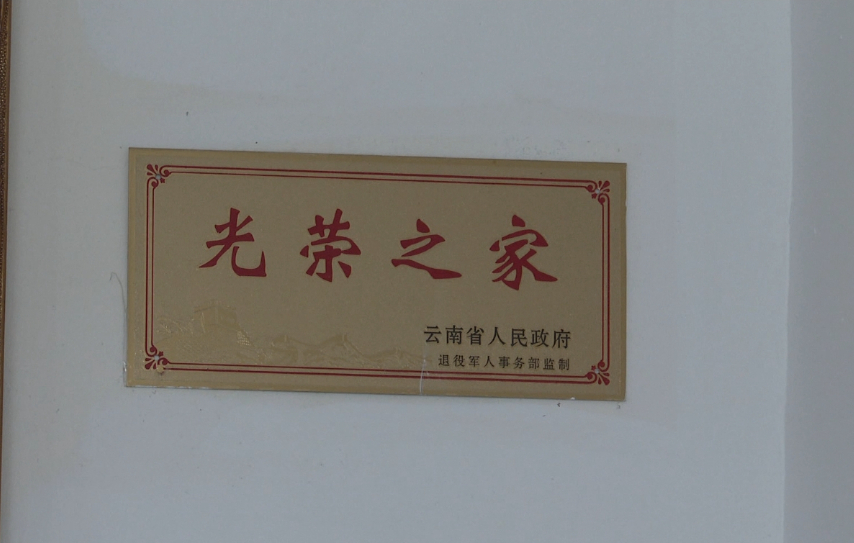 光荣之家
云南省人民政府
退役军人事务部监制